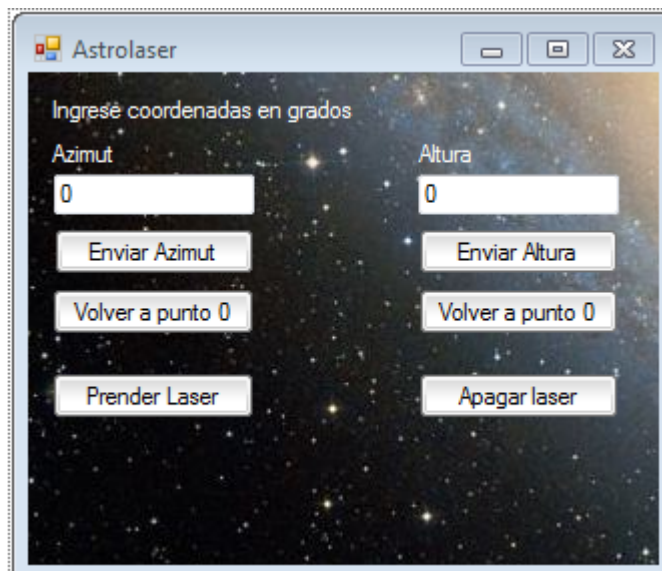 Astrolaser
Ingrese coordenadas en grados
Azimut Altura
0 0
Enviar Azimut Enviar Altura
Volver a punto 0 Volver a punto 0
Prender Laser Apagar laser